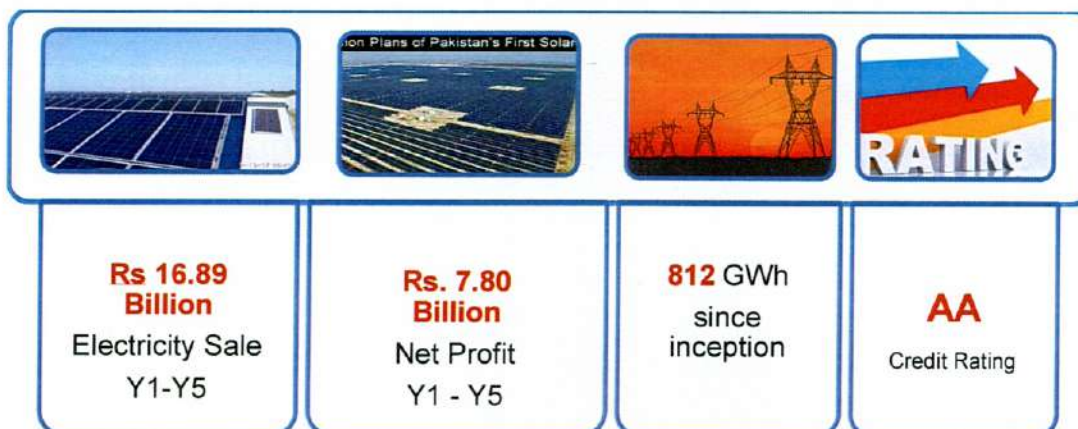 ion Plans of Pakistan's First Solar
RATING
Rs 16.89
Billion
Electricity Sale
Y1-Y5
Rs. 7.80
Billion
Net Profit
Y1 - Y5
812 GWh
since
inception
AA
Credit Rating